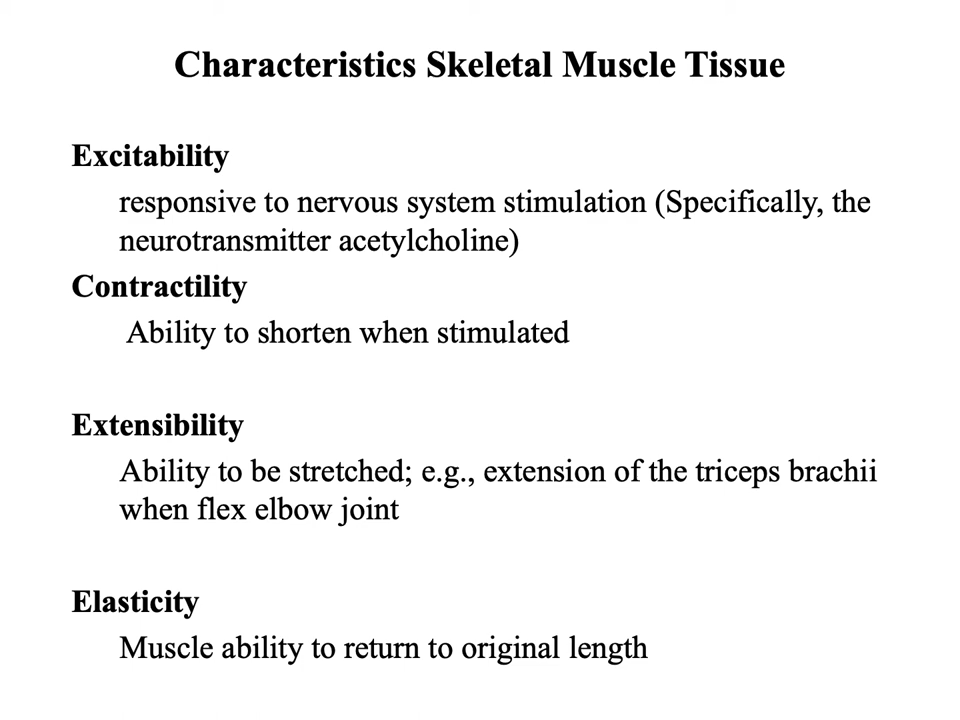 Characteristics Skeletal Muscle Tissue
Excitability
responsive to nervous system stimulation (Specifically, the
neurotransmitter acetylcholine)
Contractility
Ability to shorten when stimulated
Extensibility
Ability to be stretched; e.g., extension of the triceps brachii
when flex elbow joint
Elasticity
Muscle ability to return to original length